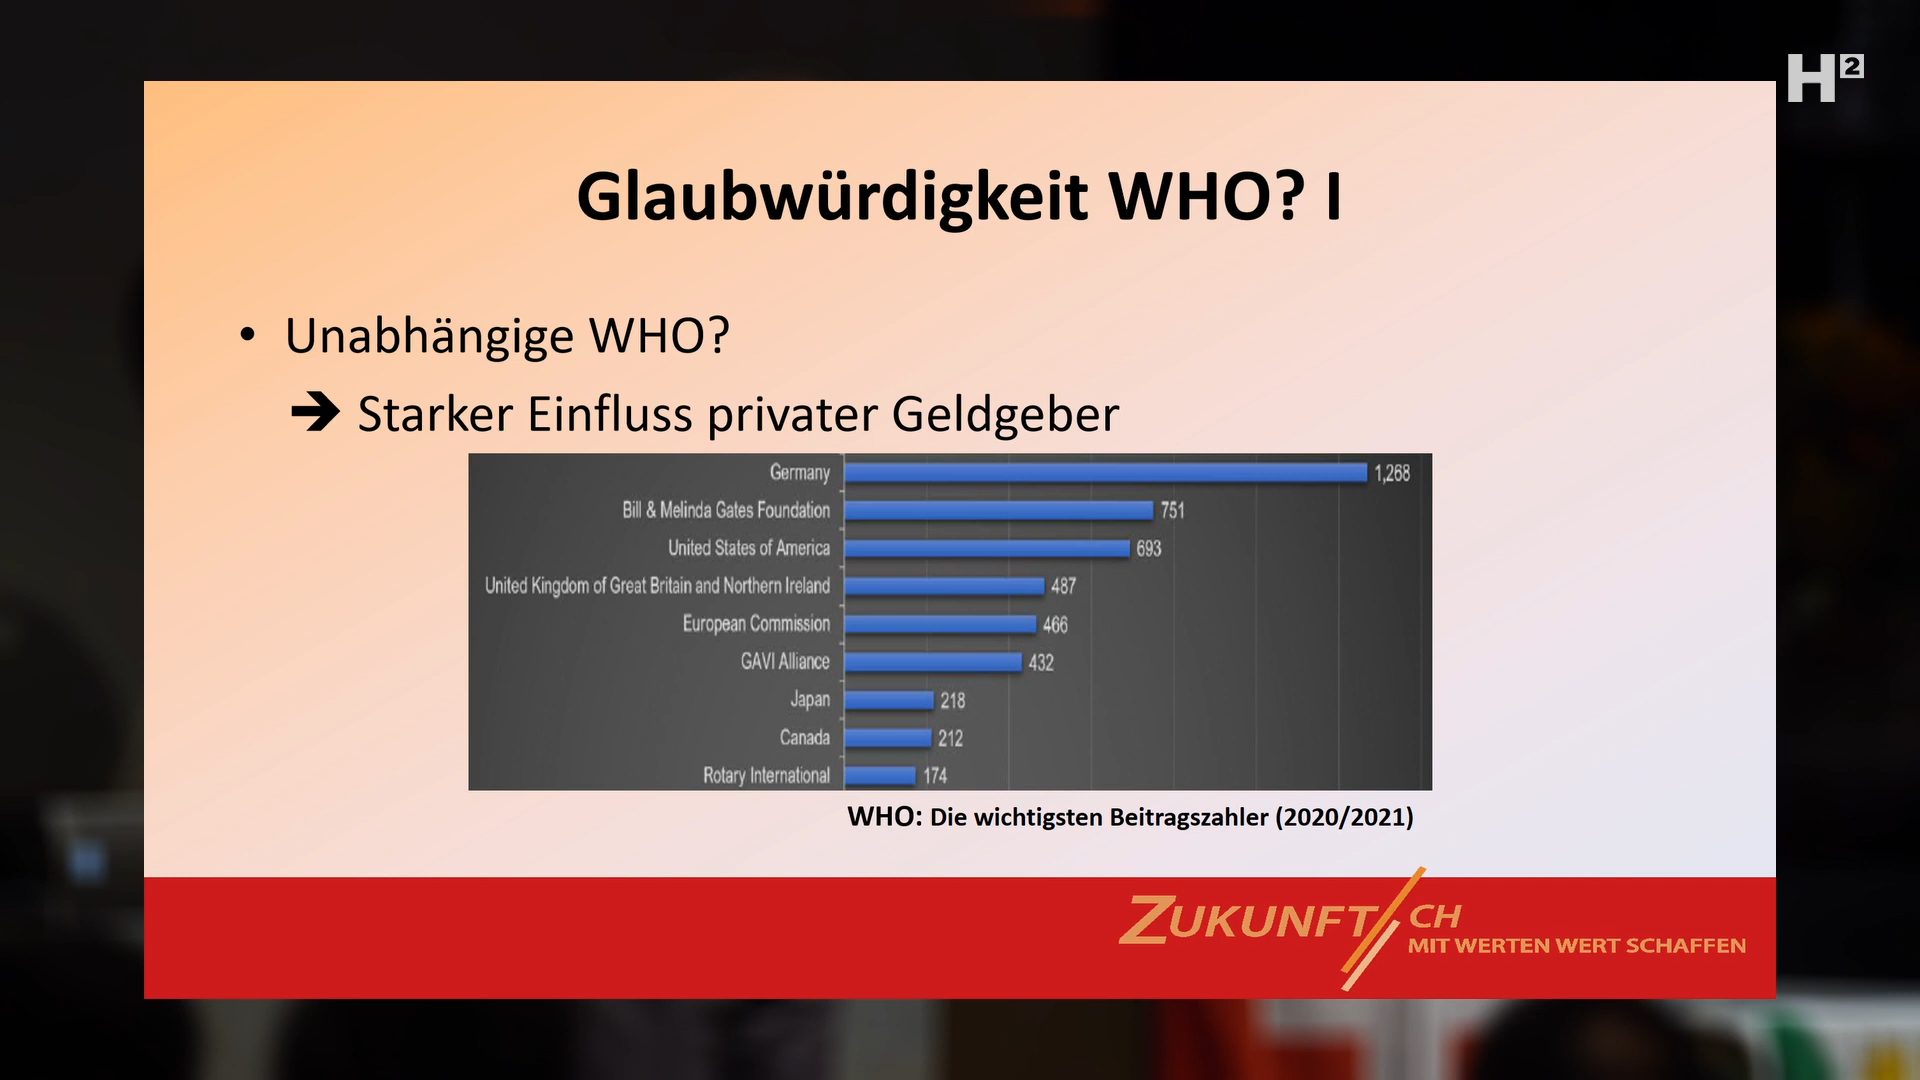 H²
Glaubwürdigkeit WHO? I
• Unabhängige WHO?
➔ Starker Einfluss privater Geldgeber
Germany 1,268
Bill & Melinda Gates Foundation 751
United States of America 693
United Kingdom of Great Britain and Northern Ireland 487
European Commission 466
GAVI Alliance 432
Japan 218
Canada 212
Rotary International 174
WHO: Die wichtigsten Beitragszahler (2020/2021)
ZUKUNFT CH
MIT WERTEN WERT SCHAFFEN